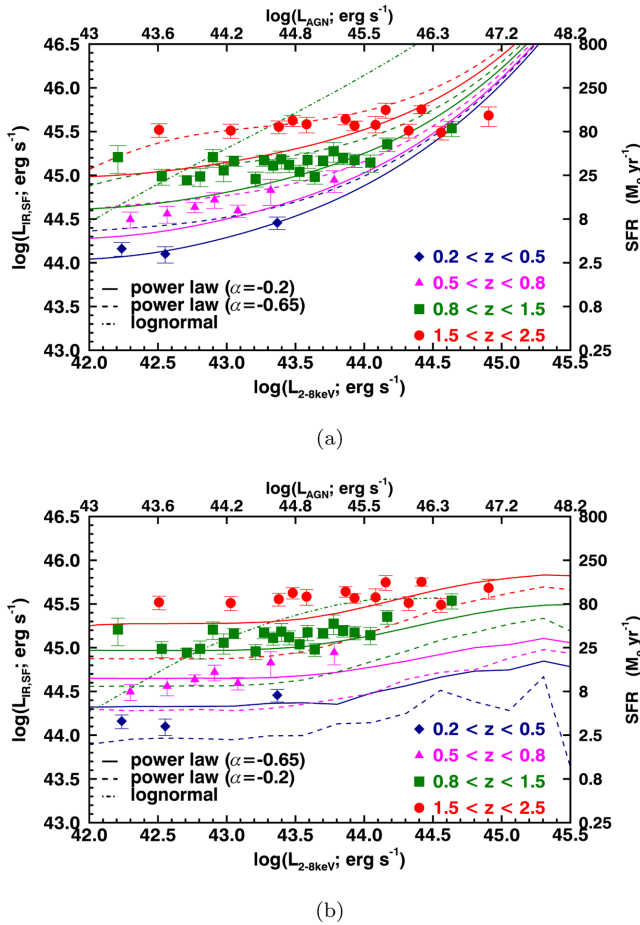 log(L_AGN; erg s⁻¹)
43 43.6 44.2 44.8 45.5 46.3 47.2 48.2
46.5 46.0 45.5 45.0 44.5 44.0 43.5 43.0
log(L_IR,SF; erg s⁻¹)
800 250 80 25 8 2.5 0.8 0.25
SFR (M_o yr⁻¹)
power law (α=-0.2)
power law (α=-0.65)
lognormal
0.2 < z < 0.5
0.5 < z < 0.8
0.8 < z < 1.5
1.5 < z < 2.5
42.0 42.5 43.0 43.5 44.0 44.5 45.0 45.5
log(L_2-8keV; erg s⁻¹)
(a)
log(L_AGN; erg s⁻¹)
43 43.6 44.2 44.8 45.5 46.3 47.2 48.2
46.5 46.0 45.5 45.0 44.5 44.0 43.5 43.0
log(L_IR,SF; erg s⁻¹)
800 250 80 25 8 2.5 0.8 0.25
SFR (M_o yr⁻¹)
power law (α=-0.65)
power law (α=-0.2)
lognormal
0.2 < z < 0.5
0.5 < z < 0.8
0.8 < z < 1.5
1.5 < z < 2.5
42.0 42.5 43.0 43.5 44.0 44.5 45.0 45.5
log(L_2-8keV; erg s⁻¹)
(b)